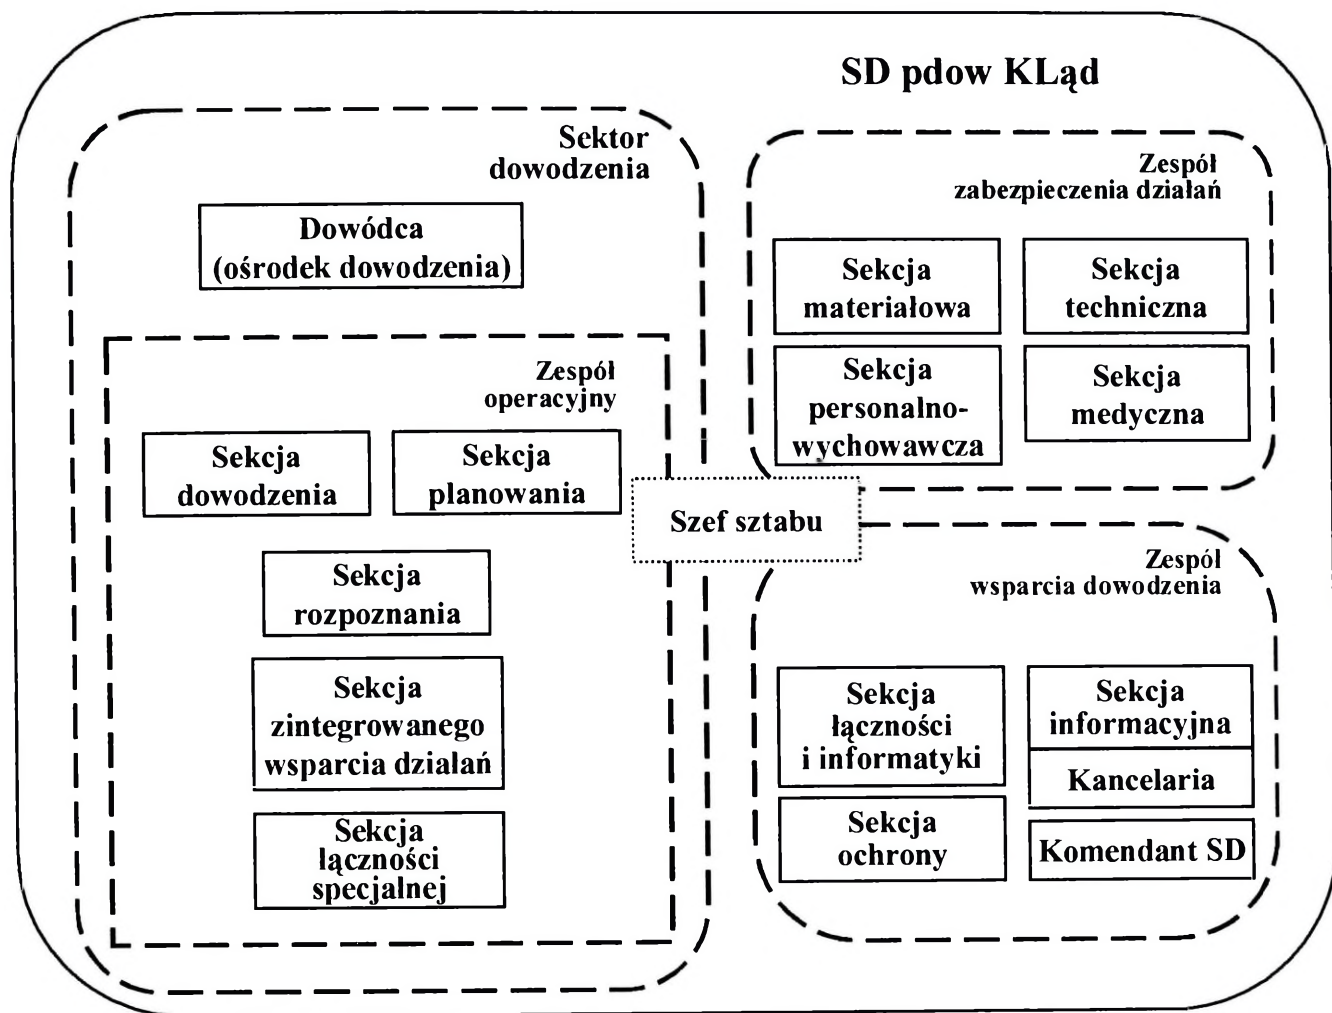 SD pdow KLąd
Sektor
dowodzenia
Dowódca
(ośrodek dowodzenia)
Zespół
operacyjny
Sekcja
dowodzenia
Sekcja
planowania
Sekcja
rozpoznania
Sekcja
zintegrowanego
wsparcia działań
Sekcja
łączności
specjalnej
Szef sztabu
Zespół
zabezpieczenia działań
Sekcja
materiałowa
Sekcja
techniczna
Sekcja
personalno-
wychowawcza
Sekcja
medyczna
Zespół
wsparcia dowodzenia
Sekcja
łączności
i informatyki
Sekcja
informacyjna
Kancelaria
Sekcja
ochrony
Komendant SD